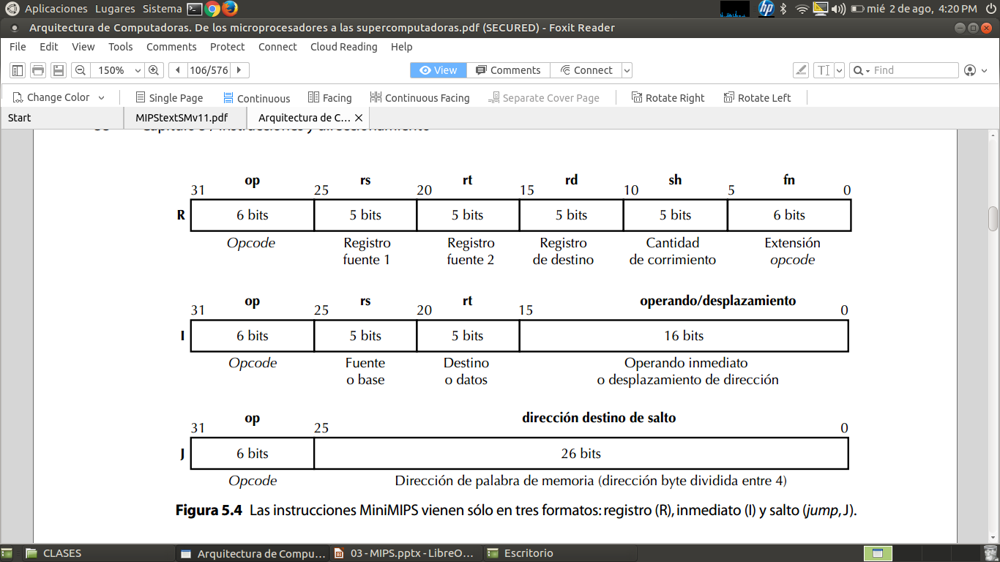 Aplicaciones Lugares Sistema mié 2 de ago, 4:20 PM
Arquitectura de Computadoras. De los microprocesadores a las supercomputadoras.pdf (SECURED) - Foxit Reader
File Edit View Tools Comments Protect Connect Cloud Reading Help
150% 106/576 View Comments Connect Find
Change Color Single Page Continuous Facing Continuous Facing Separate Cover Page Rotate Right Rotate Left
Start MIPStextSMv11.pdf Arquitectura de C...
Capítulo 5 / Instrucciones y direccionamiento
op rs rt rd sh fn
31 25 20 15 10 5 0
R 6 bits 5 bits 5 bits 5 bits 5 bits 6 bits
Opcode Registro Registro Registro Cantidad Extensión
fuente 1 fuente 2 de destino de corrimiento opcode
op rs rt operando/desplazamiento
31 25 20 15 0
I 6 bits 5 bits 5 bits 16 bits
Opcode Fuente Destino Operando inmediato
o base o datos o desplazamiento de dirección
op dirección destino de salto
31 25 0
J 6 bits 26 bits
Opcode Dirección de palabra de memoria (dirección byte dividida entre 4)
Figura 5.4 Las instrucciones MiniMIPS vienen sólo en tres formatos: registro (R), inmediato (I) y salto (jump, J).
CLASES Arquitectura de Compu... 03 - MIPS.pptx - LibreO... Escritorio